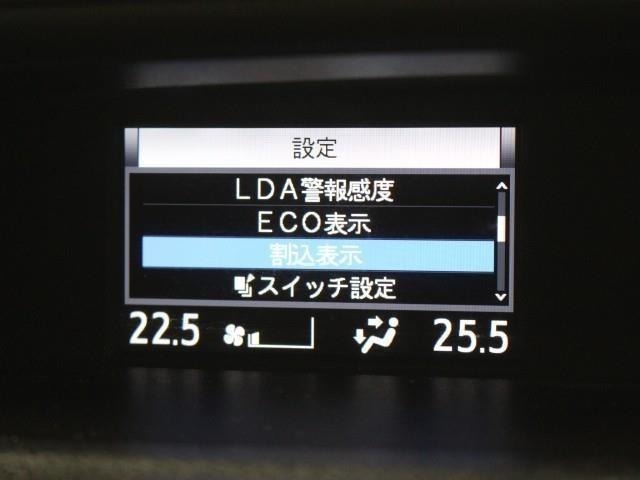 設定
LDA警報感度
ECO表示
割込表示
スイッチ設定
22.5 25.5